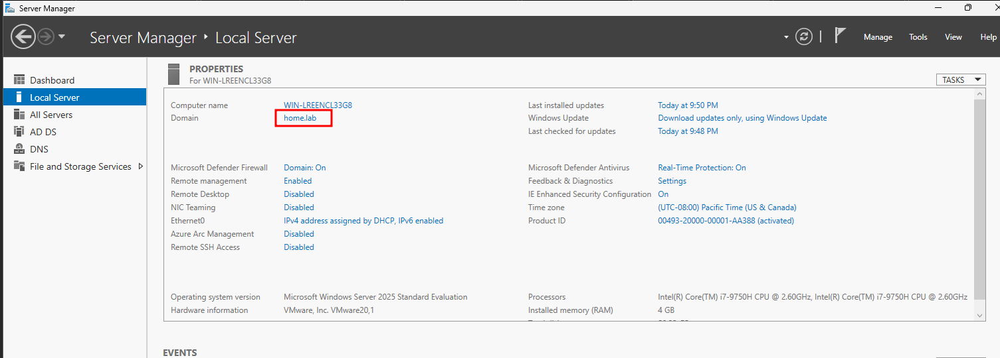 Server Manager
Server Manager ‣ Local Server
Manage Tools View Help
Dashboard
Local Server
All Servers
AD DS
DNS
File and Storage Services
PROPERTIES
For WIN-LREENCL33G8
TASKS
Computer name WIN-LREENCL33G8
Domain home.lab
Last installed updates Today at 9:50 PM
Windows Update Download updates only, using Windows Update
Last checked for updates Today at 9:48 PM
Microsoft Defender Firewall Domain: On
Remote management Enabled
Remote Desktop Disabled
NIC Teaming Disabled
Ethernet0 IPv4 address assigned by DHCP, IPv6 enabled
Azure Arc Management Disabled
Remote SSH Access Disabled
Microsoft Defender Antivirus Real-Time Protection: On
Feedback & Diagnostics Settings
IE Enhanced Security Configuration On
Time zone (UTC-08:00) Pacific Time (US & Canada)
Product ID 00493-20000-00001-AA388 (activated)
Operating system version Microsoft Windows Server 2025 Standard Evaluation
Hardware information VMware, Inc. VMware20,1
Processors Intel(R) Core(TM) i7-9750H CPU @ 2.60GHz, Intel(R) Core(TM) i7-9750H CPU @ 2.60GHz
Installed memory (RAM) 4 GB
EVENTS